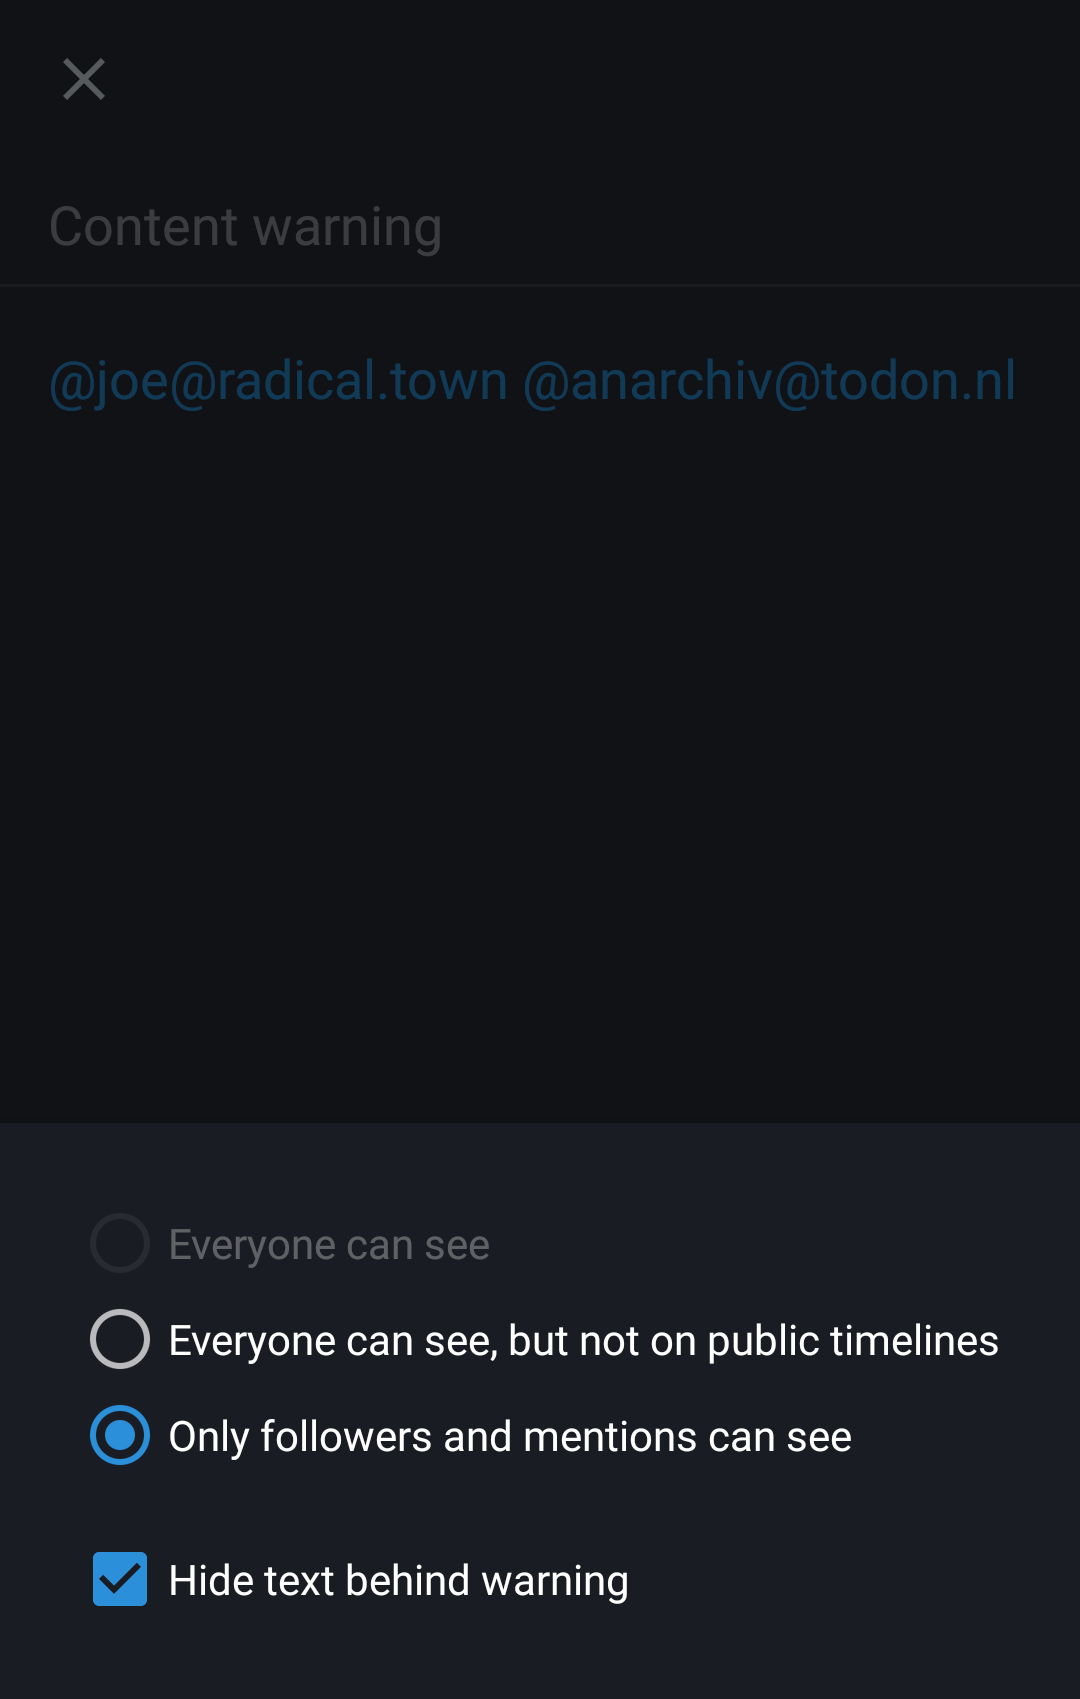 Content warning
@joe@radical.town @anarchiv@todon.nl
Everyone can see
Everyone can see, but not on public timelines
Only followers and mentions can see
Hide text behind warning